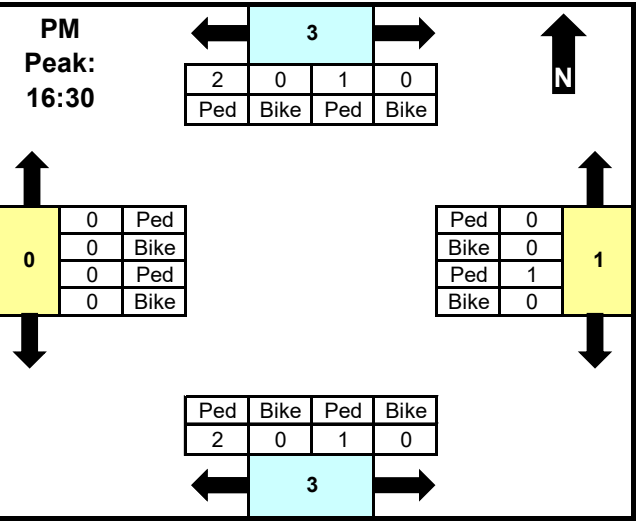 PM
Peak:
16:30
3
2 0 1 0
Ped Bike Ped Bike
N
0
0 Ped
0 Bike
0 Ped
0 Bike
Ped 0
Bike 0
Ped 1
Bike 0
1
Ped Bike Ped Bike
2 0 1 0
3